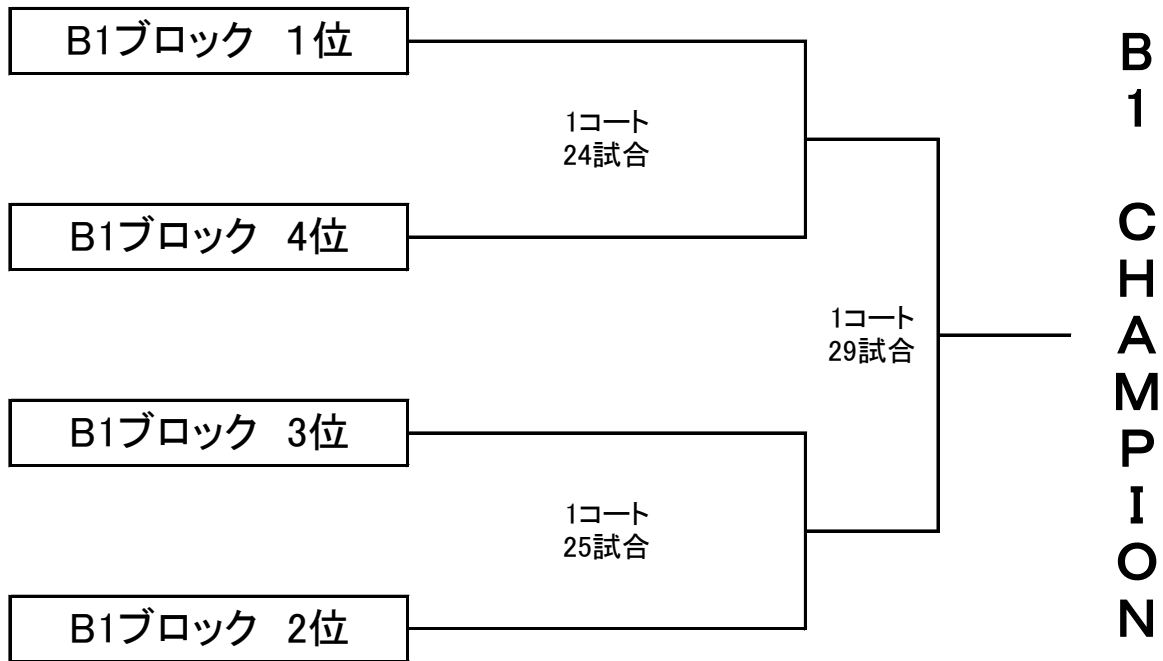 B1ブロック　１位
1コート
24試合
B1ブロック　4位
1コート
29試合
B1ブロック　3位
1コート
25試合
B1ブロック　2位
Ｂ１　ＣＨＡＭＰＩＯＮ